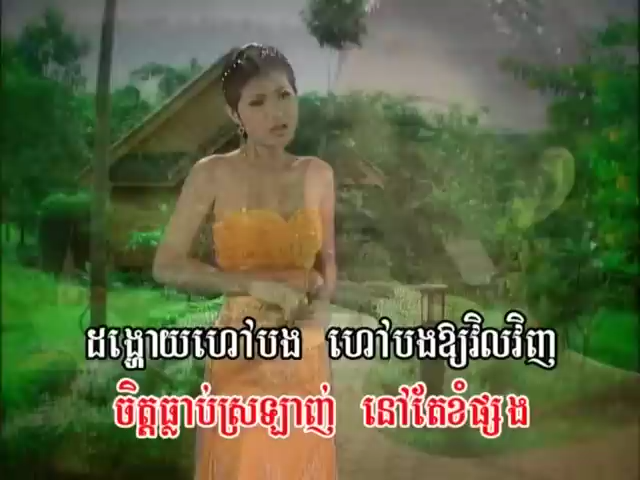 ដង្ហោយហៅបង ហៅបងឱ្យវិលវិញ
ចិត្តធ្លាប់ស្រឡាញ់ នៅតែខំផ្សង